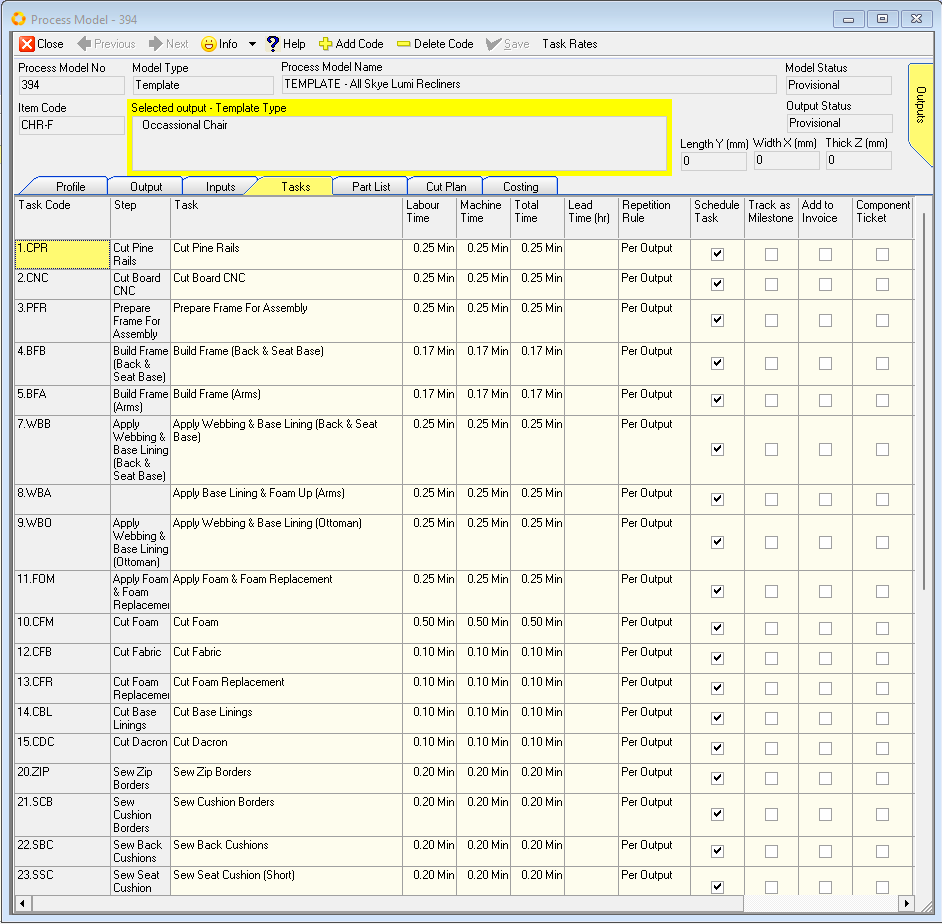 Process Model - 394
Close Previous Next Info Help Add Code Delete Code Save Task Rates
Process Model No Model Type Process Model Name Model Status
394 Template TEMPLATE - All Skye Lumi Recliners Provisional
Item Code Selected output - Template Type Output Status
CHR-F Occassional Chair Provisional
Length Y (mm) Width X (mm) Thick Z (mm)
0 0 0
Outputs
Profile Output Inputs Tasks Part List Cut Plan Costing
Task Code Step Task Labour Machine Total Lead Repetition Schedule Track as Add to Component
Time Time Time Time (hr) Rule Task Milestone Invoice Ticket
1.CPR Cut Pine Cut Pine Rails 0.25 Min 0.25 Min 0.25 Min Per Output
Rails
2.CNC Cut Board Cut Board CNC 0.25 Min 0.25 Min 0.25 Min Per Output
CNC
3.PFR Prepare Prepare Frame For Assembly 0.25 Min 0.25 Min 0.25 Min Per Output
Frame For
Assembly
4.BFB Build Frame Build Frame (Back & Seat Base) 0.17 Min 0.17 Min 0.17 Min Per Output
(Back &
Seat Base)
5.BFA Build Frame Build Frame (Arms) 0.17 Min 0.17 Min 0.17 Min Per Output
(Arms)
7.WBB Apply Apply Webbing & Base Lining (Back & Seat 0.25 Min 0.25 Min 0.25 Min Per Output
Webbing & Base)
Base Lining
(Back &
Seat Base)
8.WBA Apply Base Lining & Foam Up (Arms) 0.25 Min 0.25 Min 0.25 Min Per Output
9.WBO Apply Apply Webbing & Base Lining (Ottoman) 0.25 Min 0.25 Min 0.25 Min Per Output
Webbing &
Base Lining
(Ottoman)
11.FOM Apply Foam Apply Foam & Foam Replacement 0.25 Min 0.25 Min 0.25 Min Per Output
& Foam
Replacemer
10.CFM Cut Foam Cut Foam 0.50 Min 0.50 Min 0.50 Min Per Output
12.CFB Cut Fabric Cut Fabric 0.10 Min 0.10 Min 0.10 Min Per Output
13.CFR Cut Foam Cut Foam Replacement 0.10 Min 0.10 Min 0.10 Min Per Output
Replacemer
14.CBL Cut Base Cut Base Linings 0.10 Min 0.10 Min 0.10 Min Per Output
Linings
15.CDC Cut Dacron Cut Dacron 0.10 Min 0.10 Min 0.10 Min Per Output
20.ZIP Sew Zip Sew Zip Borders 0.20 Min 0.20 Min 0.20 Min Per Output
Borders
21.SCB Sew Sew Cushion Borders 0.20 Min 0.20 Min 0.20 Min Per Output
Cushion
Borders
22.SBC Sew Back Sew Back Cushions 0.20 Min 0.20 Min 0.20 Min Per Output
Cushions
23.SSC Sew Seat Sew Seat Cushion (Short) 0.20 Min 0.20 Min 0.20 Min Per Output
Cushion